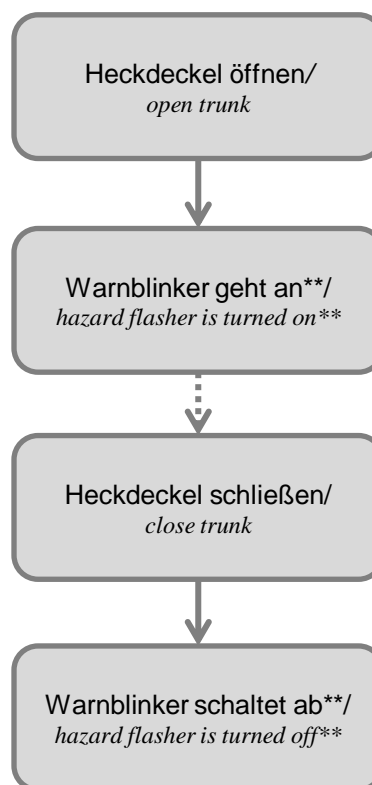 Heckdeckel öffnen/
open trunk
Warnblinker geht an**/
hazard flasher is turned on**
Heckdeckel schließen/
close trunk
Warnblinker schaltet ab**/
hazard flasher is turned off**